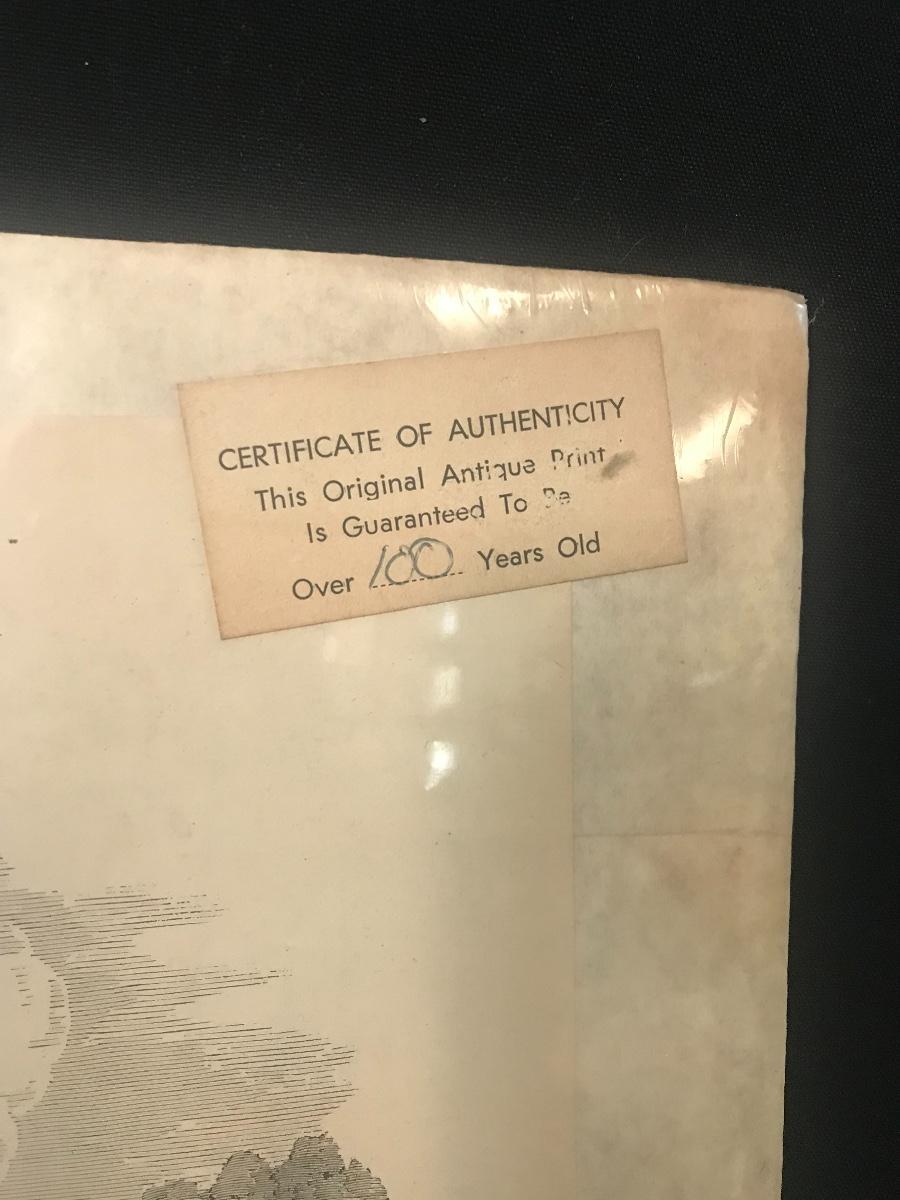 CERTIFICATE OF AUTHENTICITY
This Original Antique Print
Is Guaranteed To Be
Over 100 Years Old